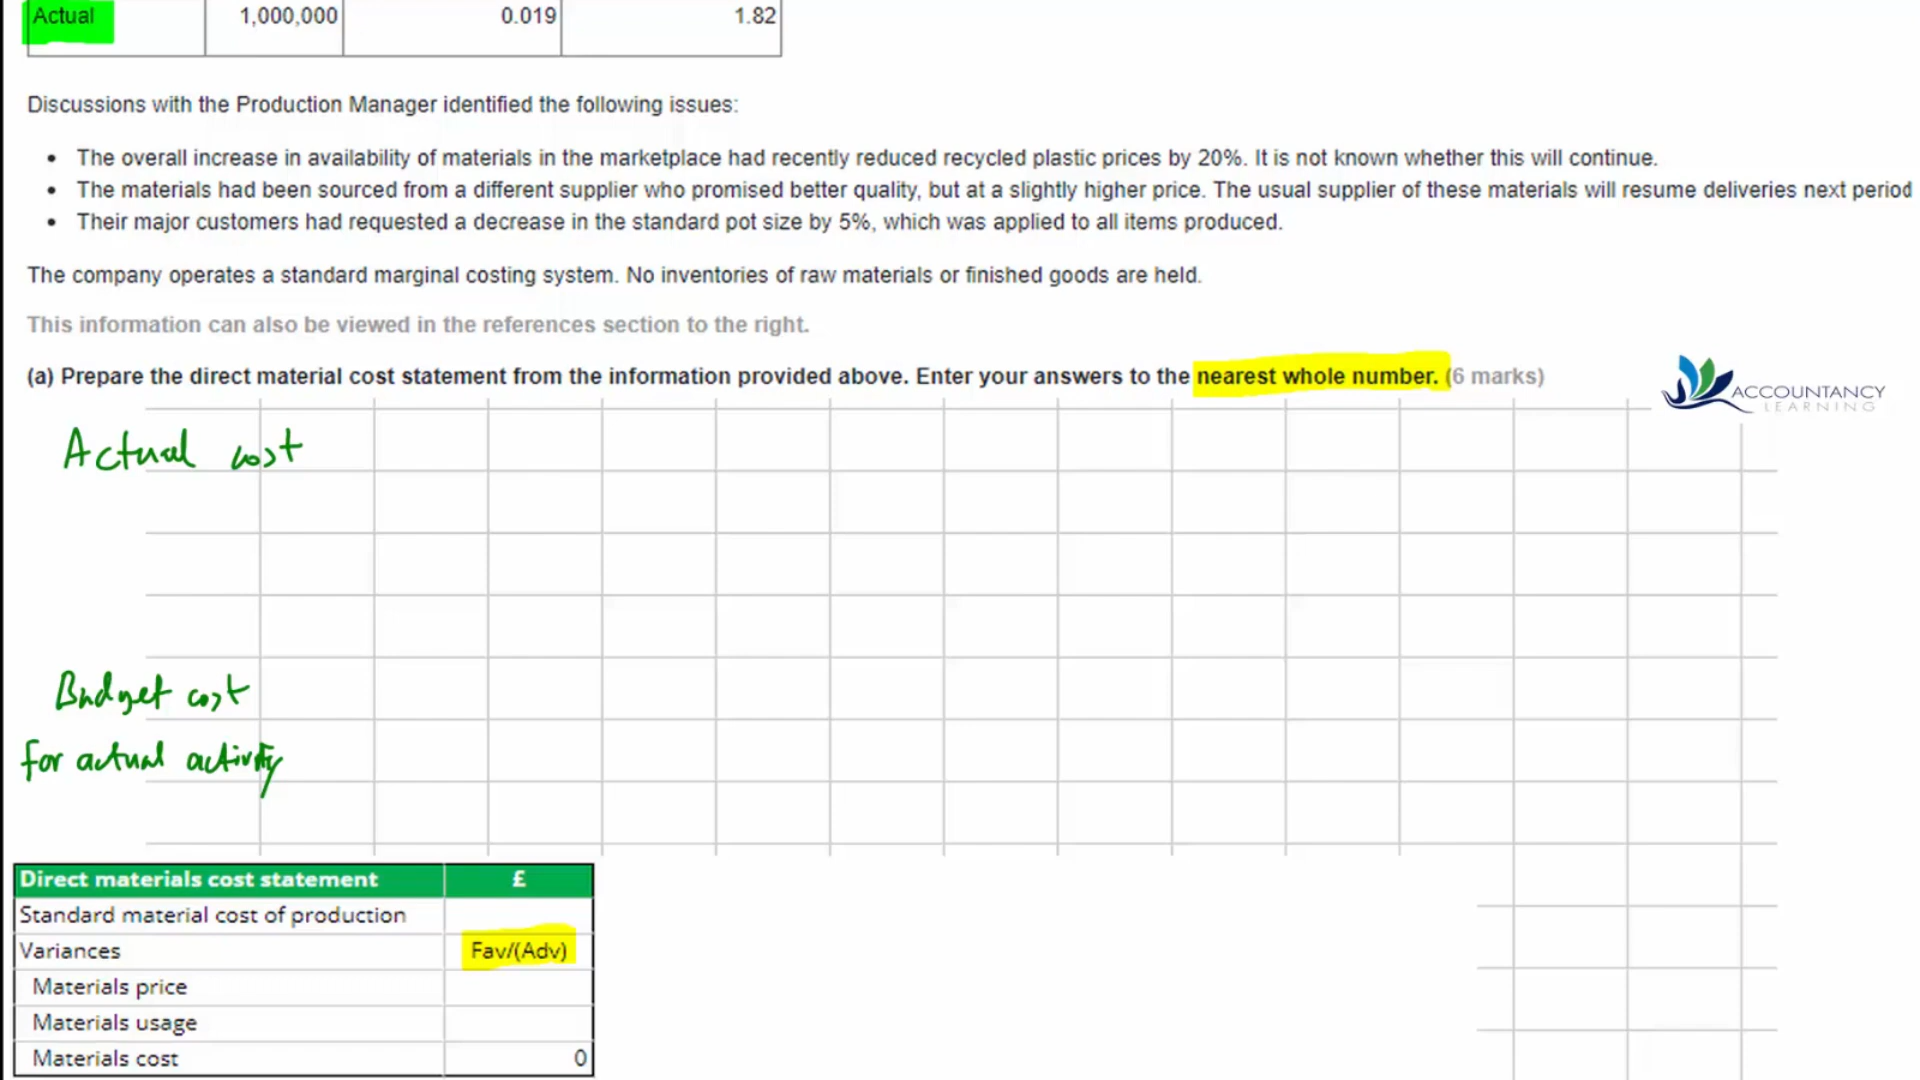 Actual 1,000,000 0.019 1.82
Discussions with the Production Manager identified the following issues:
• The overall increase in availability of materials in the marketplace had recently reduced recycled plastic prices by 20%. It is not known whether this will continue.
• The materials had been sourced from a different supplier who promised better quality, but at a slightly higher price. The usual supplier of these materials will resume deliveries next period
• Their major customers had requested a decrease in the standard pot size by 5%, which was applied to all items produced.
The company operates a standard marginal costing system. No inventories of raw materials or finished goods are held.
This information can also be viewed in the references section to the right.
(a) Prepare the direct material cost statement from the information provided above. Enter your answers to the nearest whole number. (6 marks)
ACCOUNTANCY
LEARNING
Actual cost
Budget cost
for actual activity
Direct materials cost statement £
Standard material cost of production
Variances Fav/(Adv)
Materials price
Materials usage
Materials cost 0